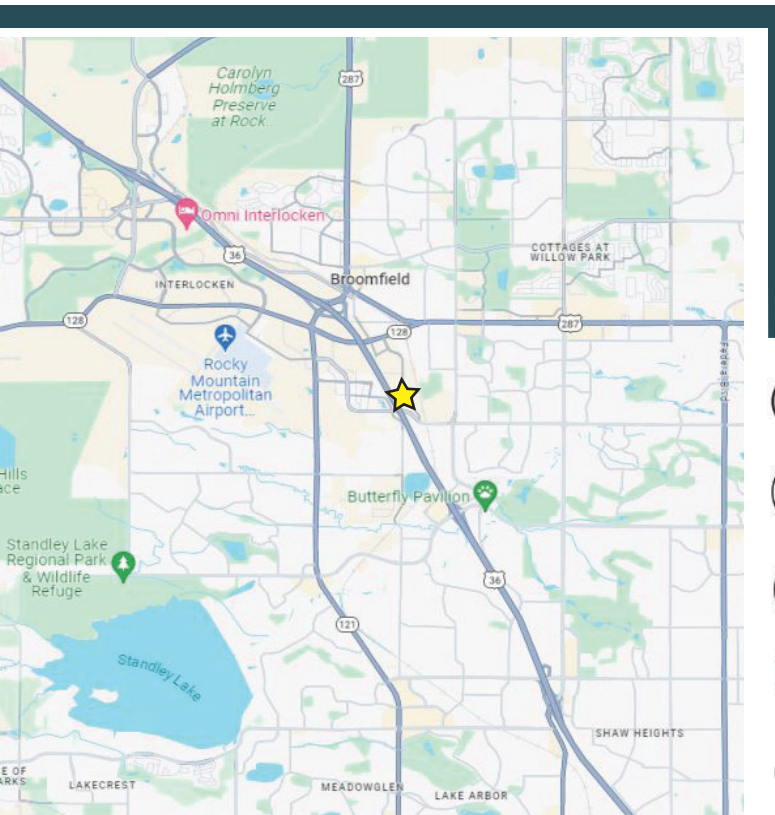 Carolyn
Holmberg
Preserve
at Rock...
287
Omni Interlocken
36
COTTAGES AT
WILLOW PARK
INTERLOCKEN
Broomfield
128
128
287
Rocky
Mountain
Metropolitan
Airport...
Federal Blvd
Hills
ace
Butterfly Pavilion
Standley Lake
Regional Park
& Wildlife
Refuge
36
121
Standley Lake
SHAW HEIGHTS
E OF
ARKS
LAKECREST
MEADOWGLEN
LAKE ARBOR